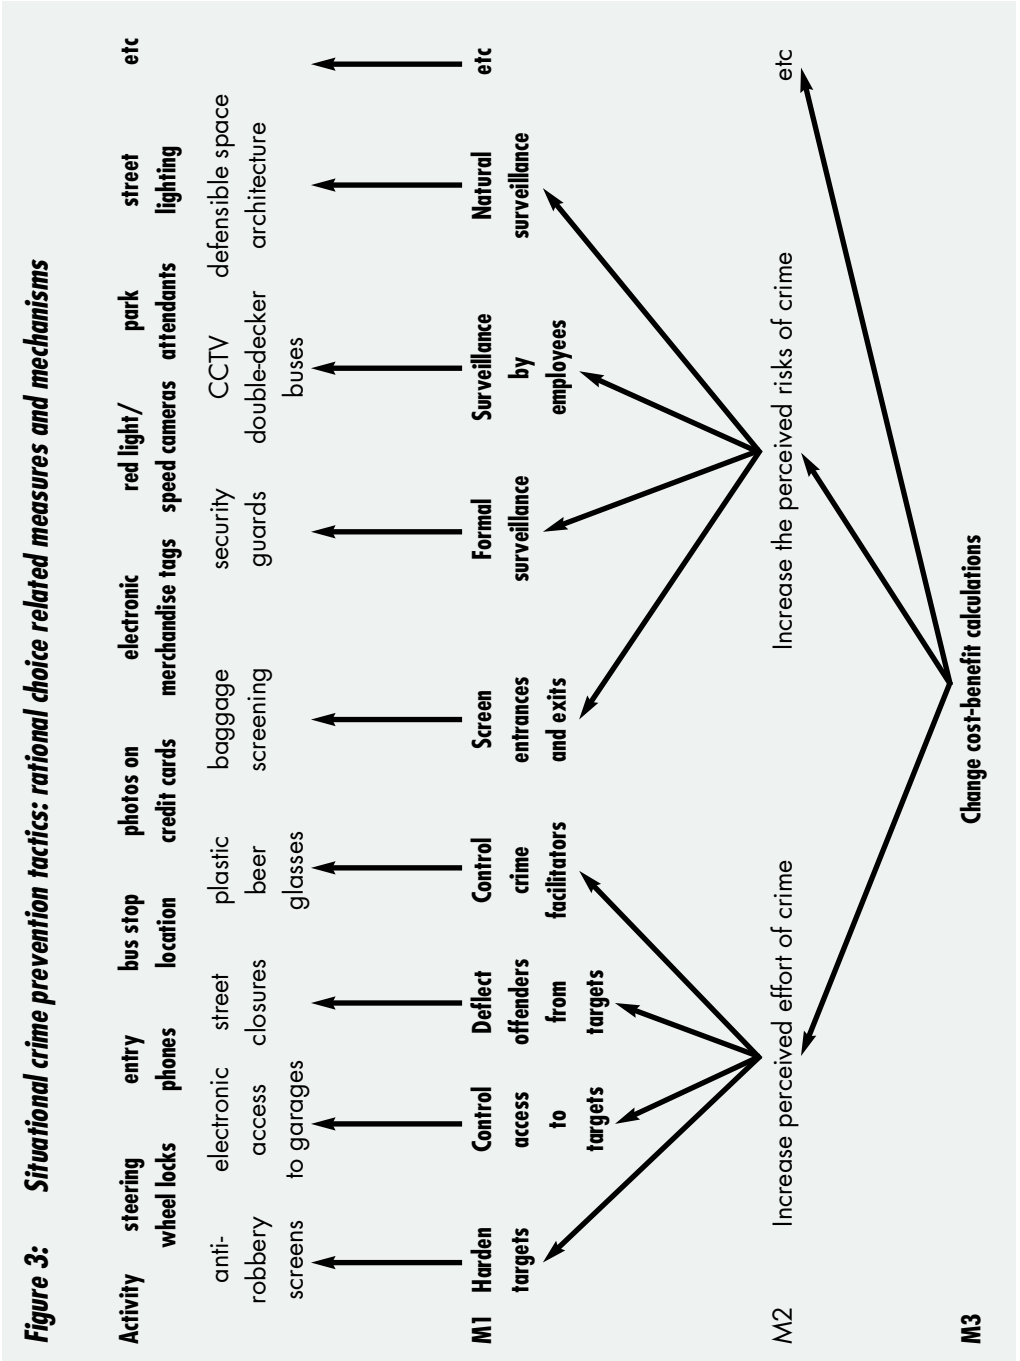 Figure 3: Situational crime prevention tactics: rational choice related measures and mechanisms
Activity steering entry bus stop photos on electronic red light/ park street etc
wheel locks phones location credit cards merchandise tags speed cameras attendants lighting
anti- electronic street plastic baggage security CCTV defensible space
robbery access closures beer screening guards double-decker architecture
screens to garages glasses buses
M1 Harden Control Deflect Control Screen Formal Surveillance Natural etc
targets access offenders crime entrances surveillance by surveillance
to from facilitators and exits employees
targets targets
M2 Increase perceived effort of crime Increase the perceived risks of crime etc
M3 Change cost-benefit calculations